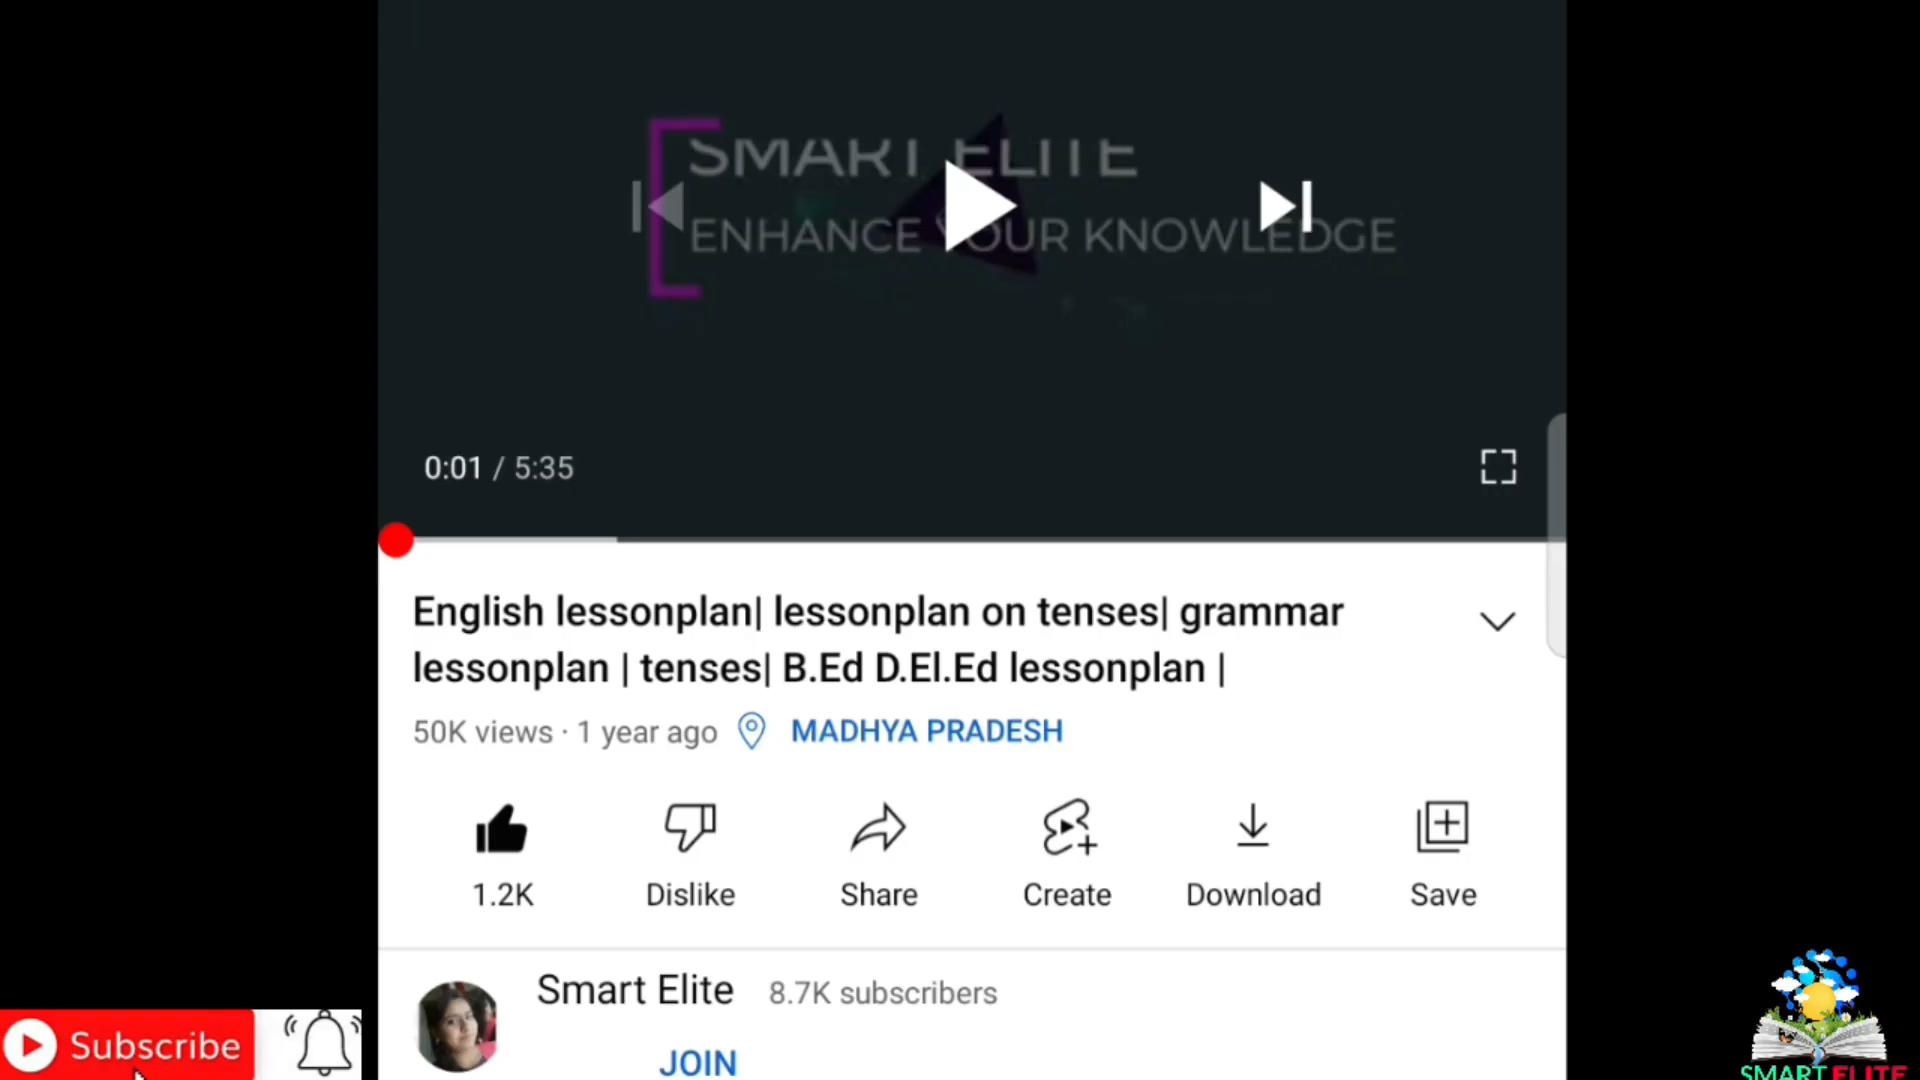 SMART ELITE
ENHANCE YOUR KNOWLEDGE
0:01 / 5:35
English lessonplan| lessonplan on tenses| grammar
lessonplan | tenses| B.Ed D.El.Ed lessonplan |
50K views · 1 year ago MADHYA PRADESH
1.2K Dislike Share Create Download Save
Smart Elite 8.7K subscribers
JOIN
Subscribe
SMART ELITE